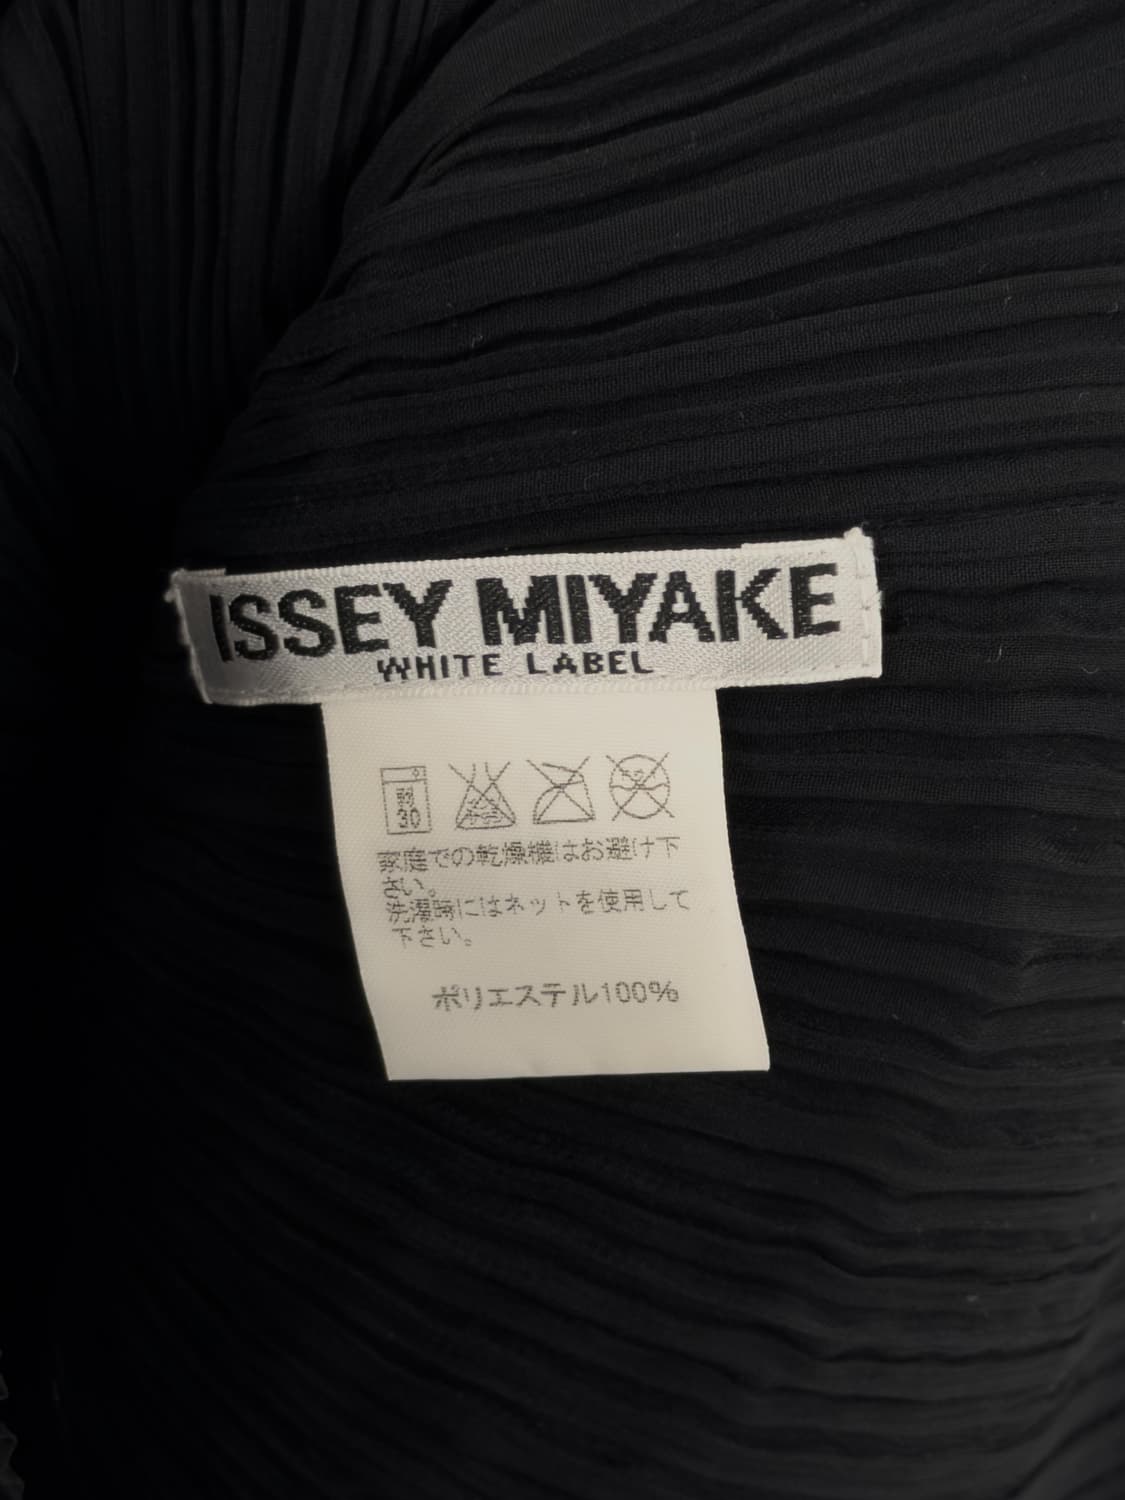 ISSEY MIYAKE
WHITE LABEL
弱
30
家庭での乾燥機はお避け下
さい。
洗濯時にはネットを使用して
下さい。
ポリエステル100%